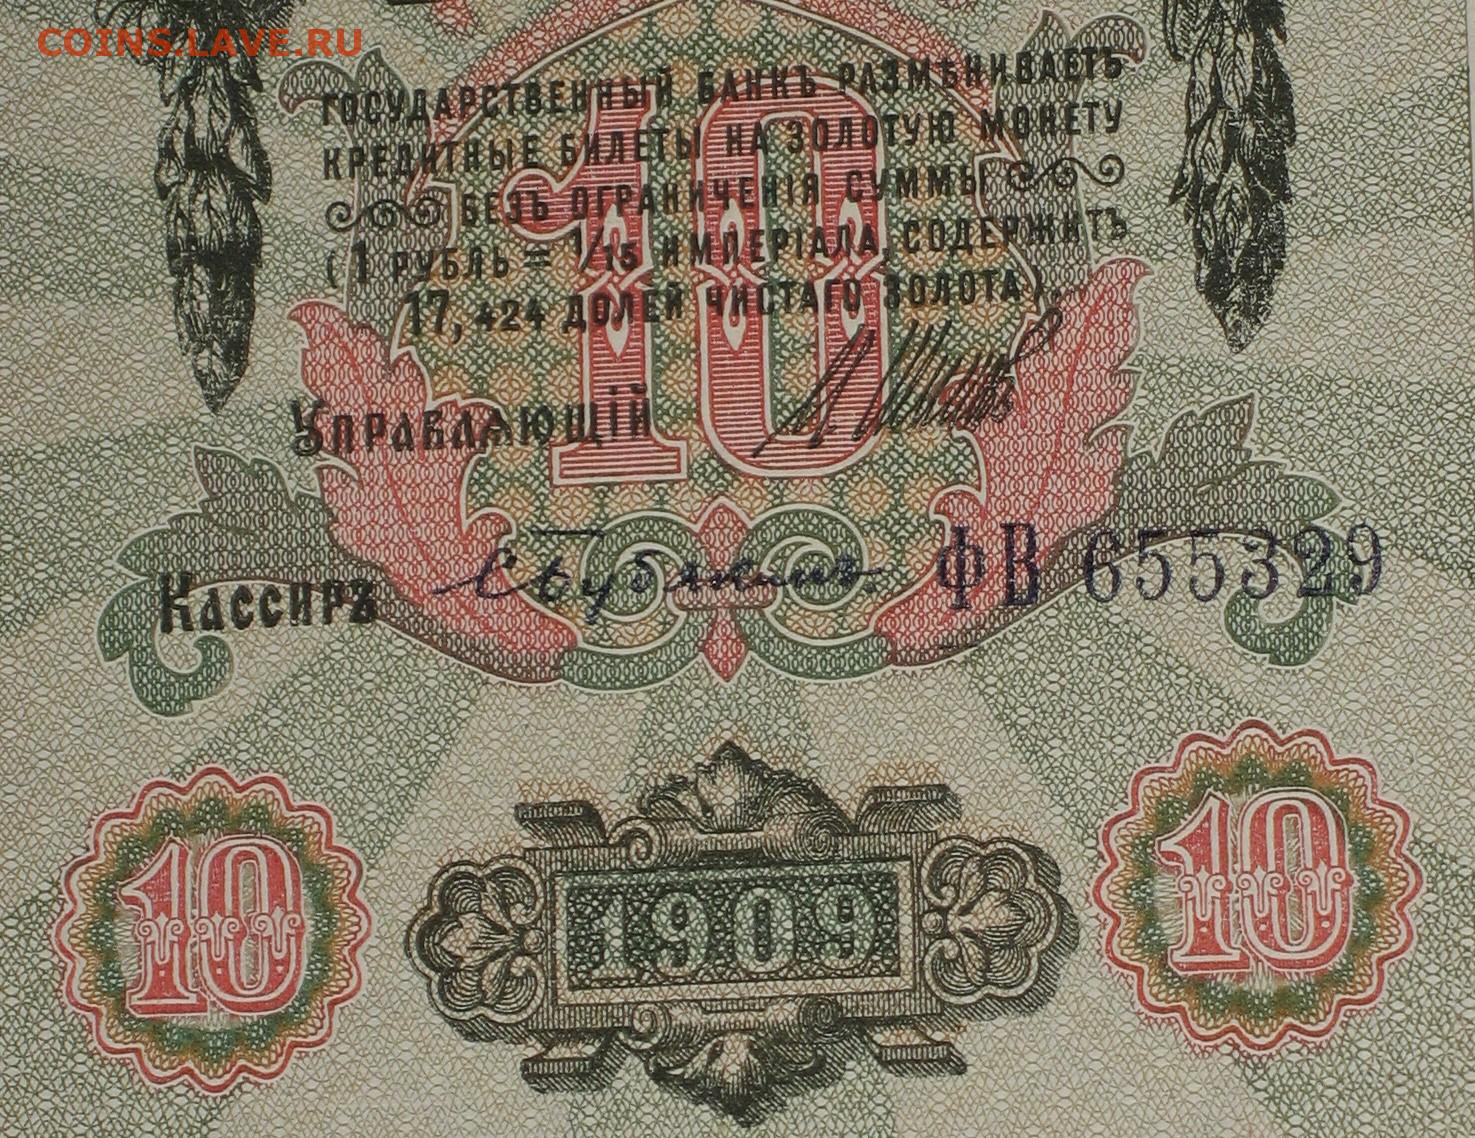 COINS.LAVE.RU
ГОСУДАРСТВЕННЫЙ БАНКЪ РАЗМѢНИВАЕТЪ
КРЕДИТНЫЕ БИЛЕТЫ НА ЗОЛОТУЮ МОНЕТУ
БЕЗЪ ОГРАНИЧЕНІЯ СУММЫ
(1 РУБЛЬ = 1/15 ИМПЕРІАЛА, СОДЕРЖИТЪ
17,424 ДОЛЕЙ ЧИСТАГО ЗОЛОТА)
10
УПРАВЛЯЮЩІЙ
КАССИРЪ ФВ 655329
10 1909 10